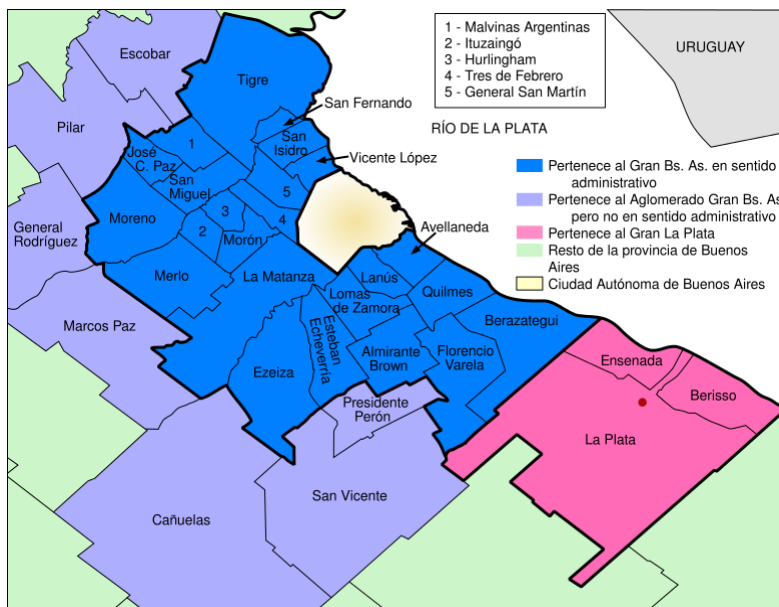 1 - Malvinas Argentinas
2 - Ituzaingó
3 - Hurlingham
4 - Tres de Febrero
5 - General San Martín
URUGUAY
RÍO DE LA PLATA
Pertenece al Gran Bs. As. en sentido
administrativo
Pertenece al Aglomerado Gran Bs. As
pero no en sentido administrativo
Pertenece al Gran La Plata
Resto de la provincia de Buenos
Aires
Ciudad Autónoma de Buenos Aires
Escobar
Tigre
San Fernando
Pilar
1
San
Isidro
José
C. Paz
Vicente López
San
Miguel
5
General
Rodríguez
Moreno
3
4
2
Morón
Avellaneda
Merlo
La Matanza
Lanús
Lomas
de Zamora
Quilmes
Marcos Paz
Berazategui
Esteban
Echeverría
Ezeiza
Almirante
Brown
Florencio
Varela
Ensenada
Berisso
Presidente
Perón
La Plata
San Vicente
Cañuelas